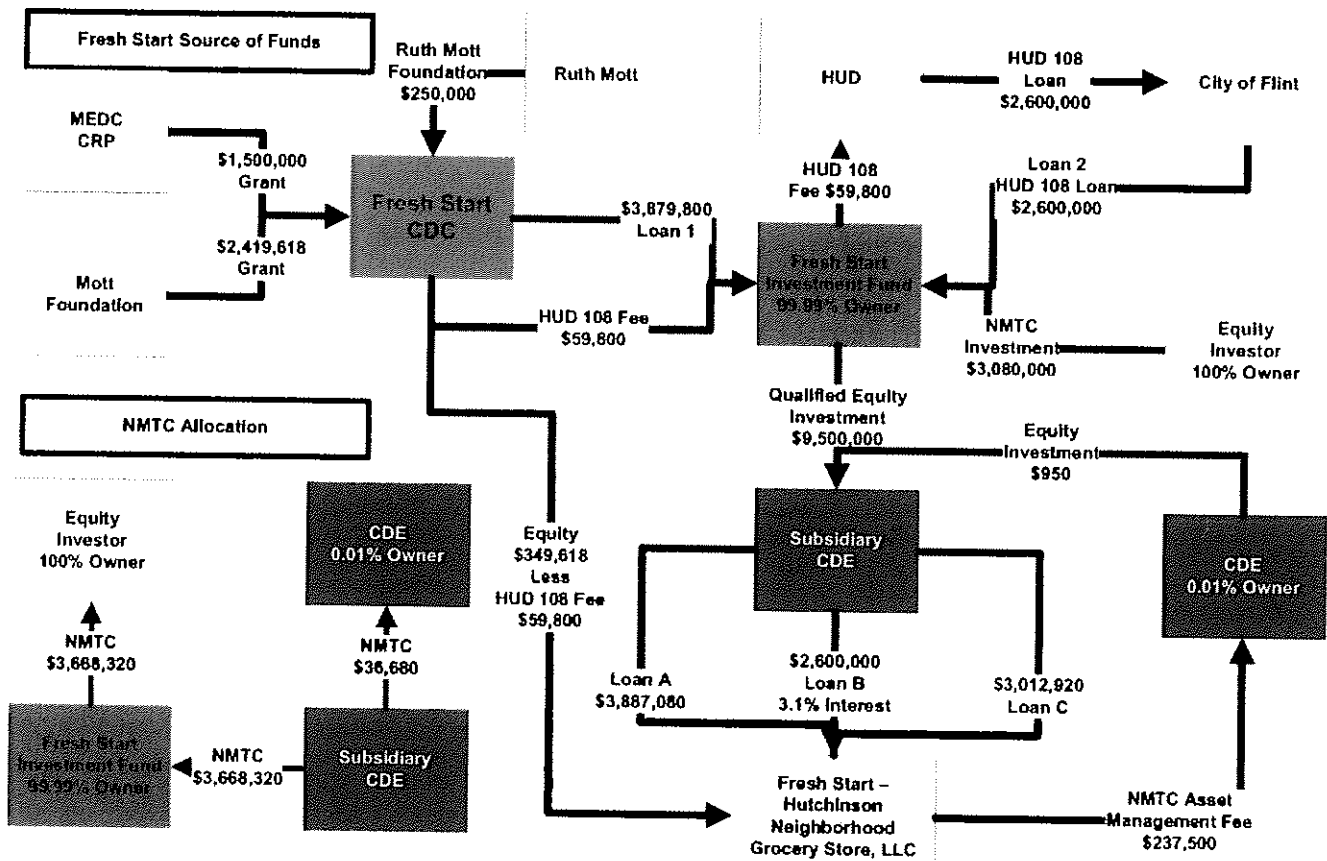 Fresh Start Source of Funds
Ruth Mott
Foundation
$250,000
Ruth Mott
HUD
HUD 108
Loan
$2,600,000
City of Flint
MEDC
CRP
$1,500,000
Grant
Fresh Start
CDC
$2,419,618
Grant
Mott
Foundation
$3,879,800
Loan 1
HUD 108 Fee
$59,800
HUD 108
Fee $59,800
Fresh Start
Investment Fund
99.99% Owner
Loan 2
HUD 108 Loan
$2,600,000
NMTC
Investment
$3,080,000
Equity
Investor
100% Owner
Qualified Equity
Investment
$9,500,000
Equity
Investment
$950
NMTC Allocation
Equity
Investor
100% Owner
CDE
0.01% Owner
NMTC
$3,668,320
NMTC
$36,680
Fresh Start
Investment Fund
99.99% Owner
NMTC
$3,668,320
Subsidiary
CDE
Equity
$349,618
Less
HUD 108 Fee
$59,800
Subsidiary
CDE
CDE
0.01% Owner
Loan A
$3,887,080
$2,600,000
Loan B
3.1% Interest
$3,012,920
Loan C
Fresh Start –
Hutchinson
Neighborhood
Grocery Store, LLC
NMTC Asset
Management Fee
$237,500